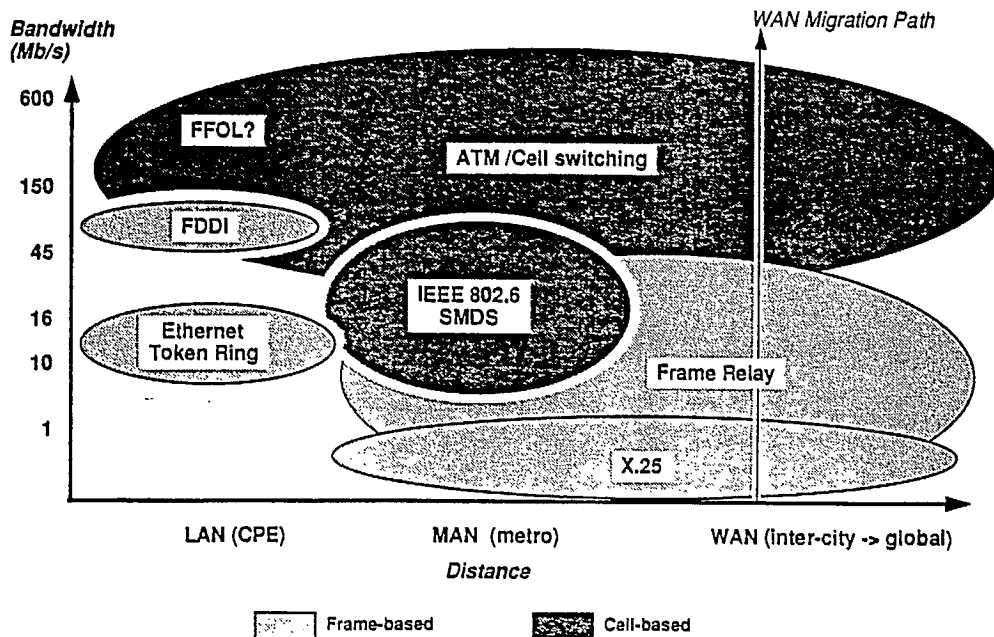 Bandwidth
(Mb/s)
WAN Migration Path
600
FFOL?
ATM /Cell switching
150
FDDI
45
IEEE 802.6
SMDS
16
Ethernet
Token Ring
10
Frame Relay
1
X.25
LAN (CPE)
MAN (metro)
WAN (inter-city -> global)
Distance
Frame-based
Cell-based